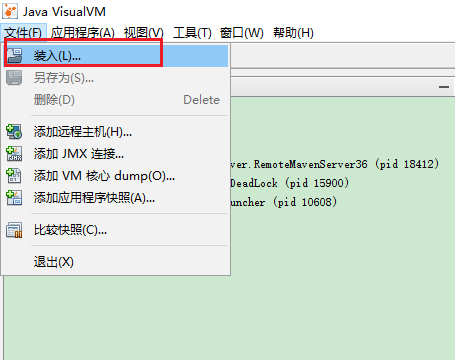 Java VisualVM
文件(F) 应用程序(A) 视图(V) 工具(T) 窗口(W) 帮助(H)
装入(L)...
另存为(S)...
删除(D) Delete
添加远程主机(H)...
添加 JMX 连接...
ver.RemoteMavenServer36 (pid 18412)
添加 VM 核心 dump(O)...
DeadLock (pid 15900)
添加应用程序快照(A)...
uncher (pid 10608)
比较快照(C)...
退出(X)